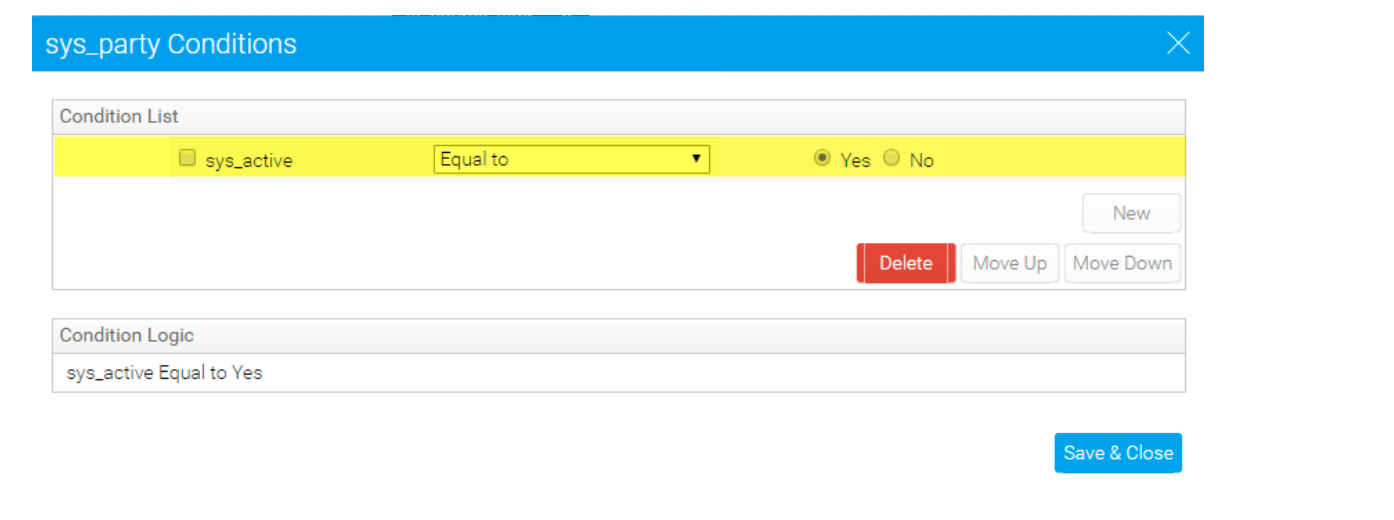 sys_party Conditions
Condition List
sys_active Equal to Yes No
New
Delete Move Up Move Down
Condition Logic
sys_active Equal to Yes
Save & Close